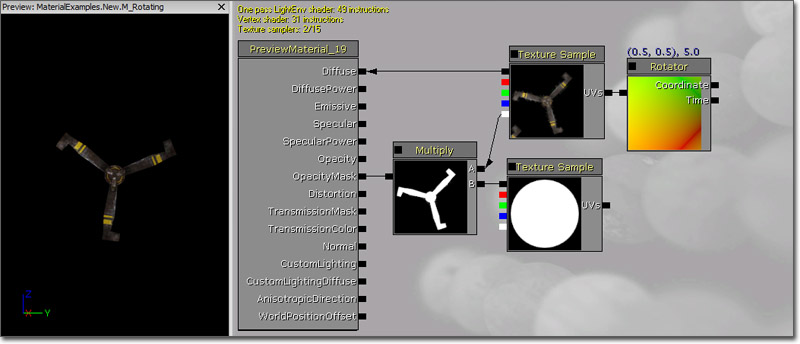 Preview: MaterialExamples.New.M_Rotating
X
Z
Y
One pass LightEnv shader: 49 instructions
Vertex shader: 31 instructions
Texture samplers: 2/15
PreviewMaterial_19
Diffuse
DiffusePower
Emissive
Specular
SpecularPower
Opacity
OpacityMask
Distortion
TransmissionMask
TransmissionColor
Normal
CustomLighting
CustomLightingDiffuse
AnisotropicDirection
WorldPositionOffset
Multiply
A
B
Texture Sample
UVs
Texture Sample
UVs
(0.5, 0.5), 5.0
Rotator
Coordinate
Time